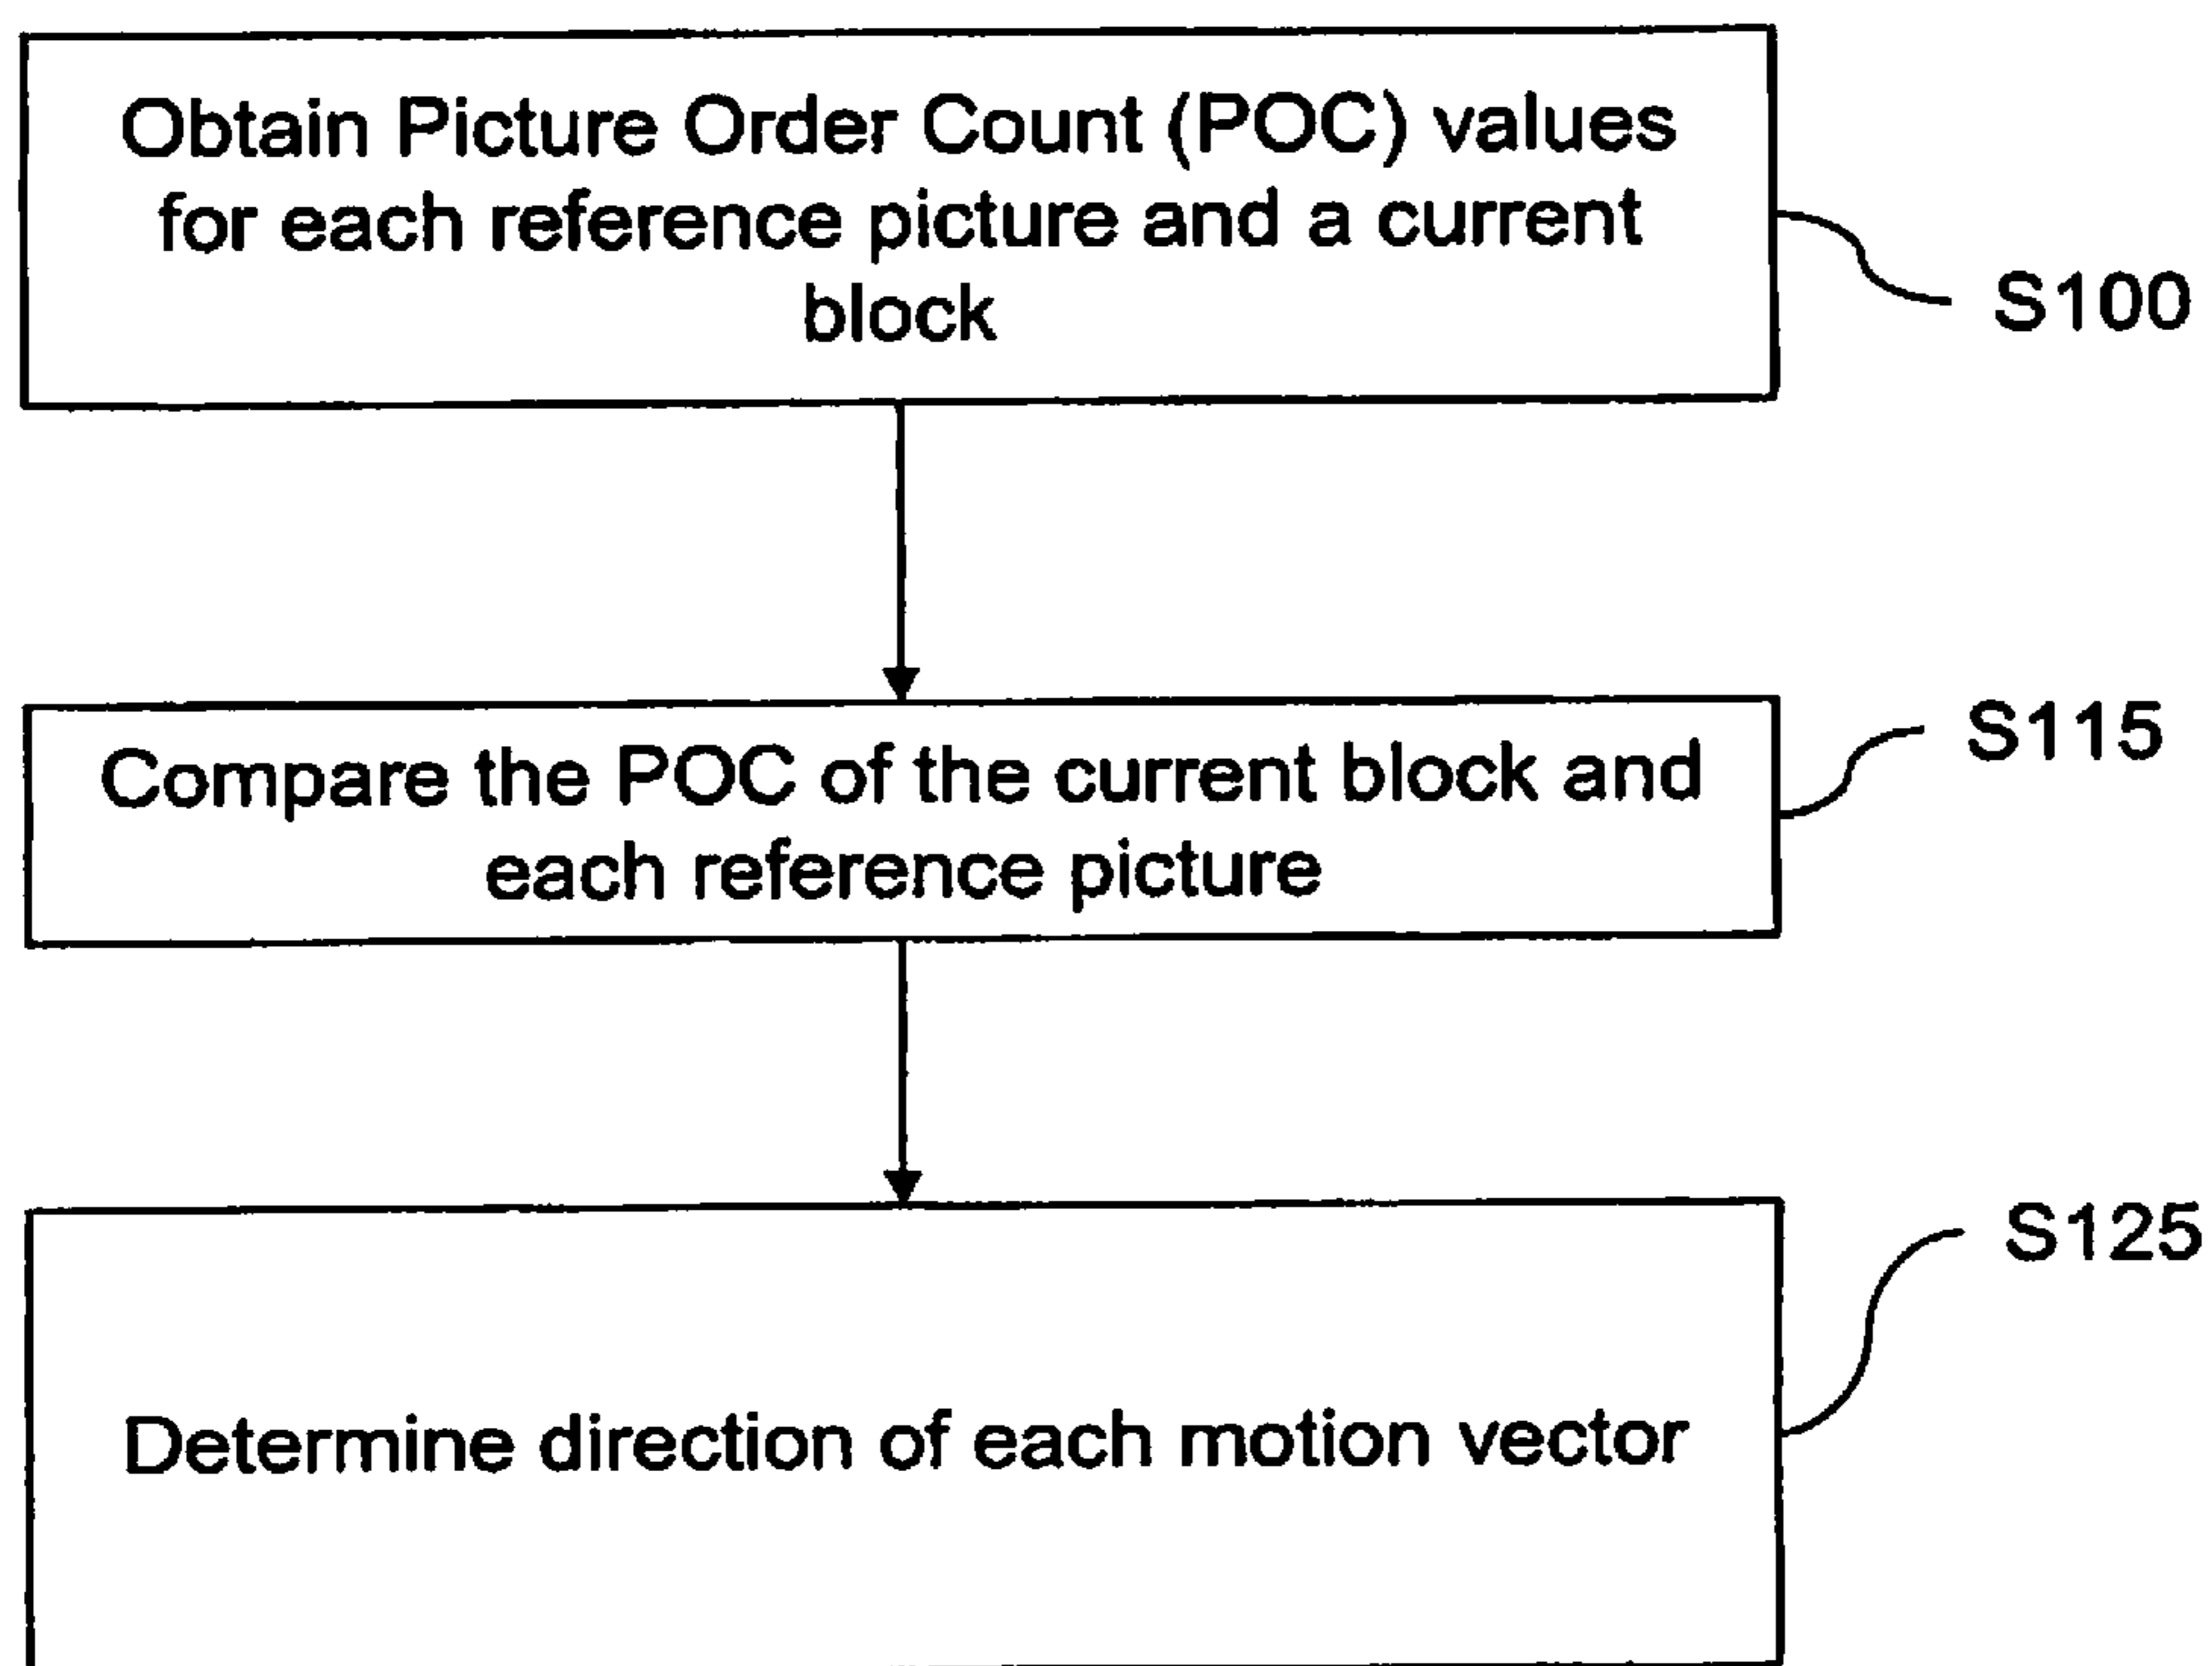 Obtain Picture Order Count (POC) values
for each reference picture and a current
block
S100
Compare the POC of the current block and
each reference picture
S115
Determine direction of each motion vector
S125